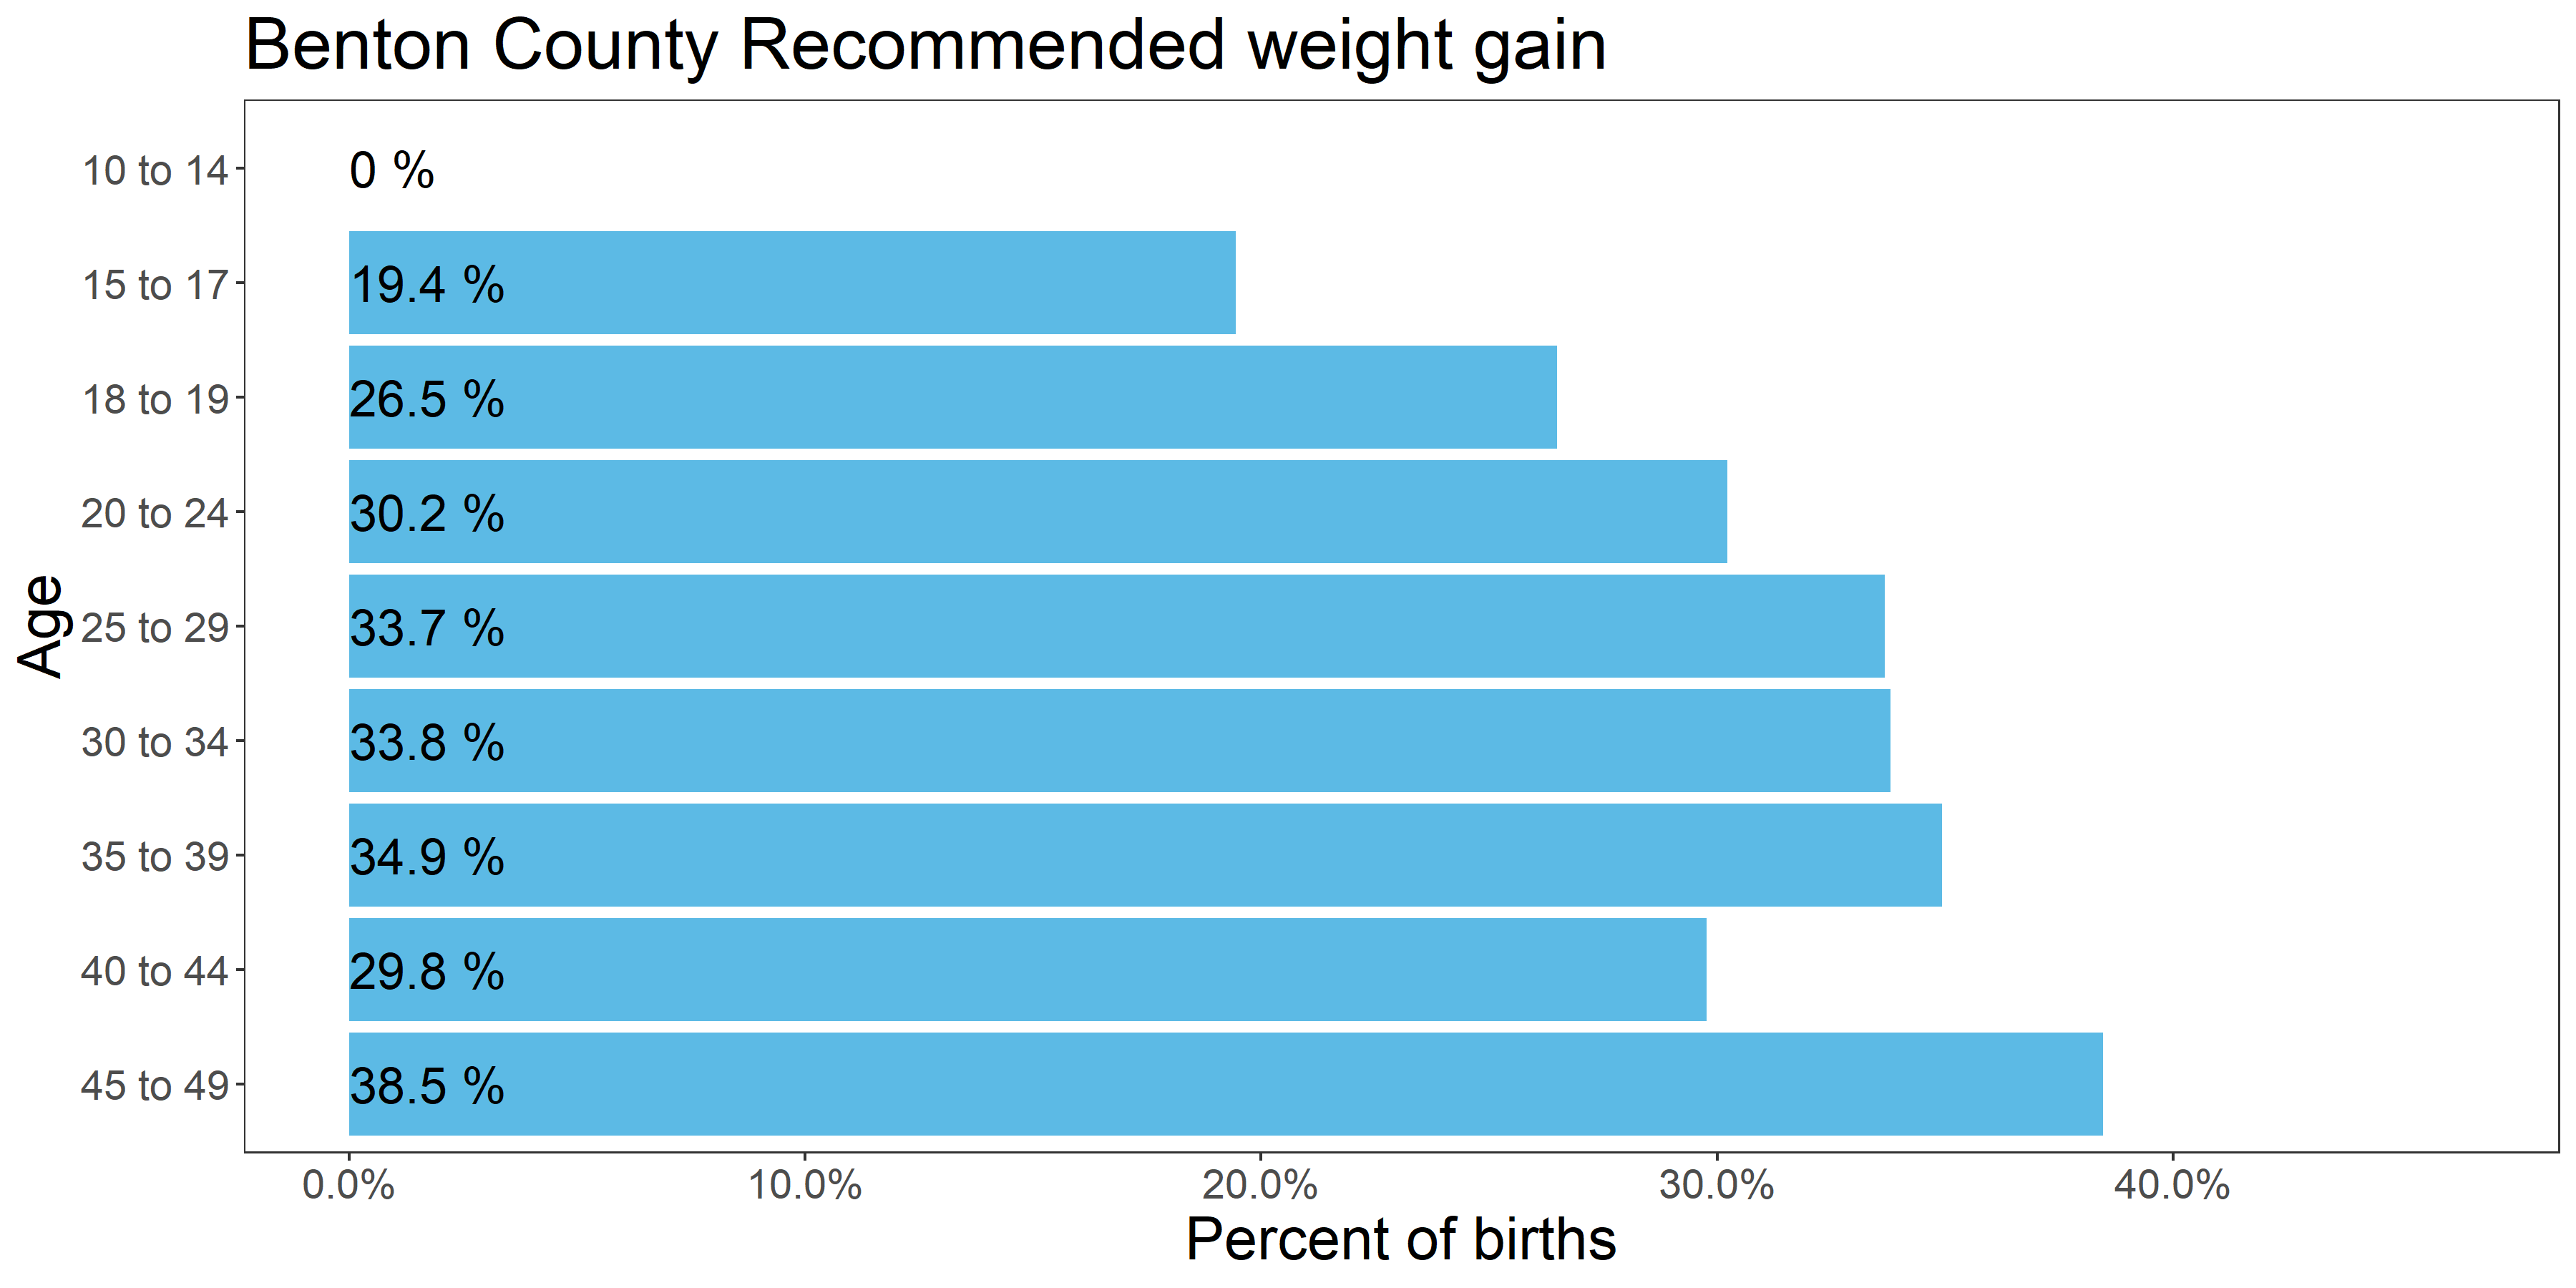 Benton County Recommended weight gain
Age
10 to 14
0 %
15 to 17
19.4 %
18 to 19
26.5 %
20 to 24
30.2 %
25 to 29
33.7 %
30 to 34
33.8 %
35 to 39
34.9 %
40 to 44
29.8 %
45 to 49
38.5 %
0.0%
10.0%
20.0%
30.0%
40.0%
Percent of births